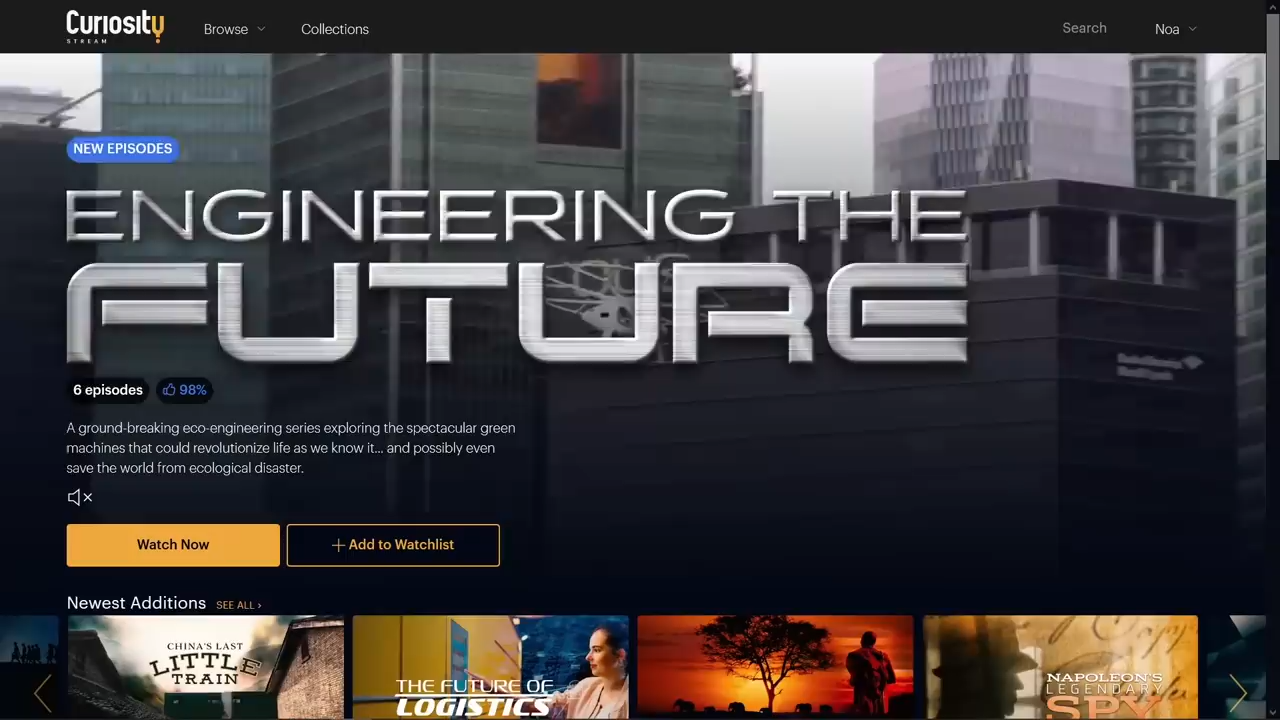 Curiosity
STREAM
Browse
Collections
Search
Noa
NEW EPISODES
ENGINEERING THE
FUTURE
6 episodes
98%
A ground-breaking eco-engineering series exploring the spectacular green
machines that could revolutionize life as we know it... and possibly even
save the world from ecological disaster.
Watch Now
+ Add to Watchlist
Newest Additions
SEE ALL ›
CHINA'S LAST
LITTLE
TRAIN
THE FUTURE OF
LOGISTICS
NAPOLEON'S
LEGENDARY
SPY